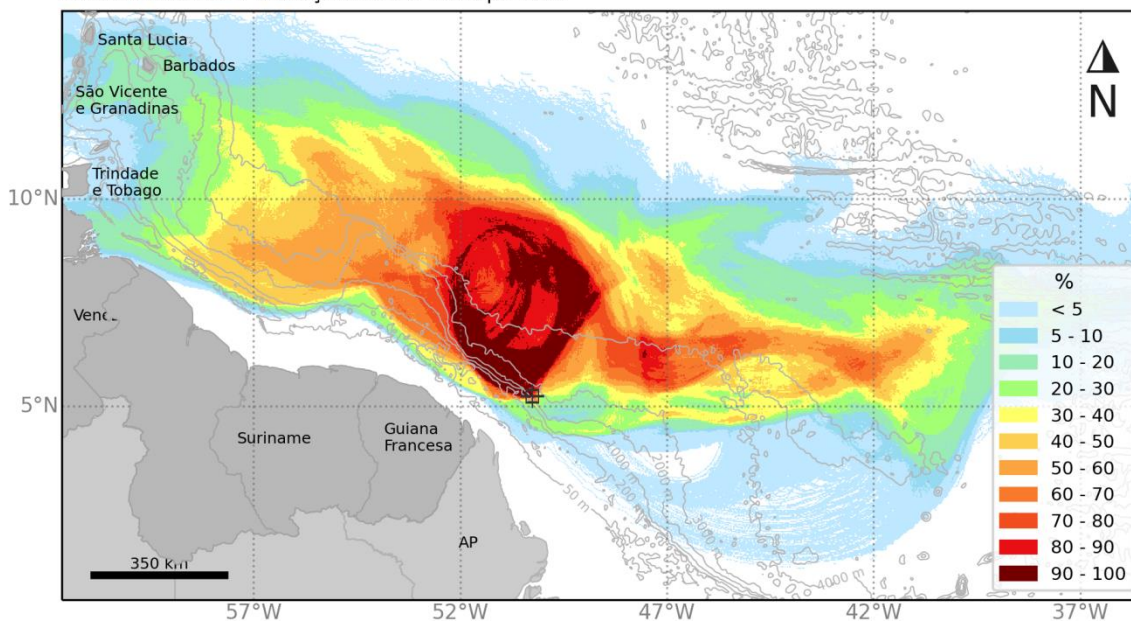 Santa Lucia
Barbados
São Vicente
e Granadinas
Trindade
e Tobago
10°N
5°N
Suriname
Guiana
Francesa
AP
350 km
50 m
200 m
1000 m
2000 m
3000 m
4000 m
57°W
52°W
47°W
42°W
37°W
N
%
< 5
5 - 10
10 - 20
20 - 30
30 - 40
40 - 50
50 - 60
60 - 70
70 - 80
80 - 90
90 - 100